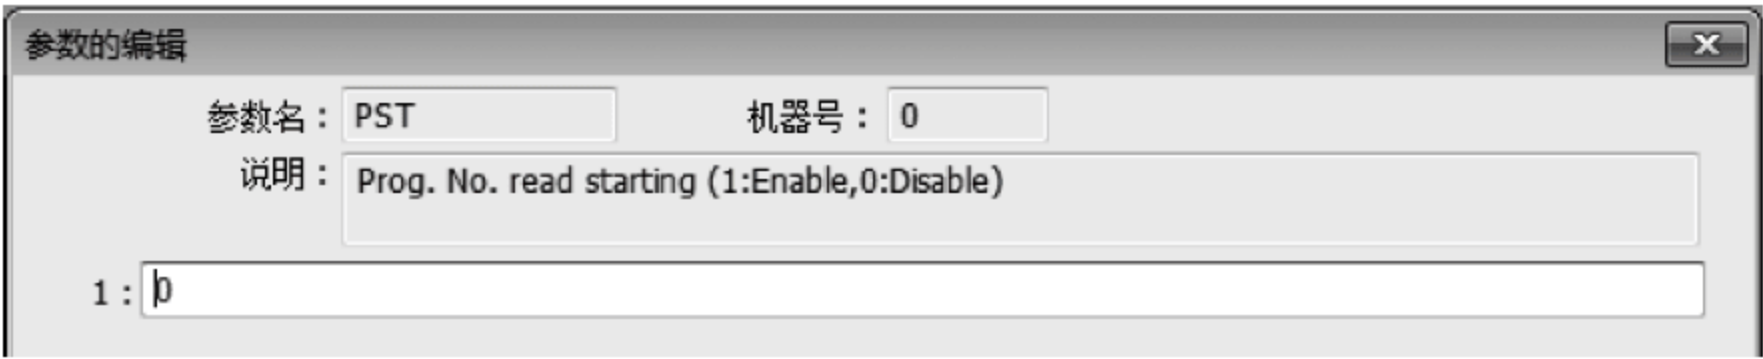 参数的编辑
参数名：PST 机器号：0
说明：Prog. No. read starting (1:Enable,0:Disable)
1：0